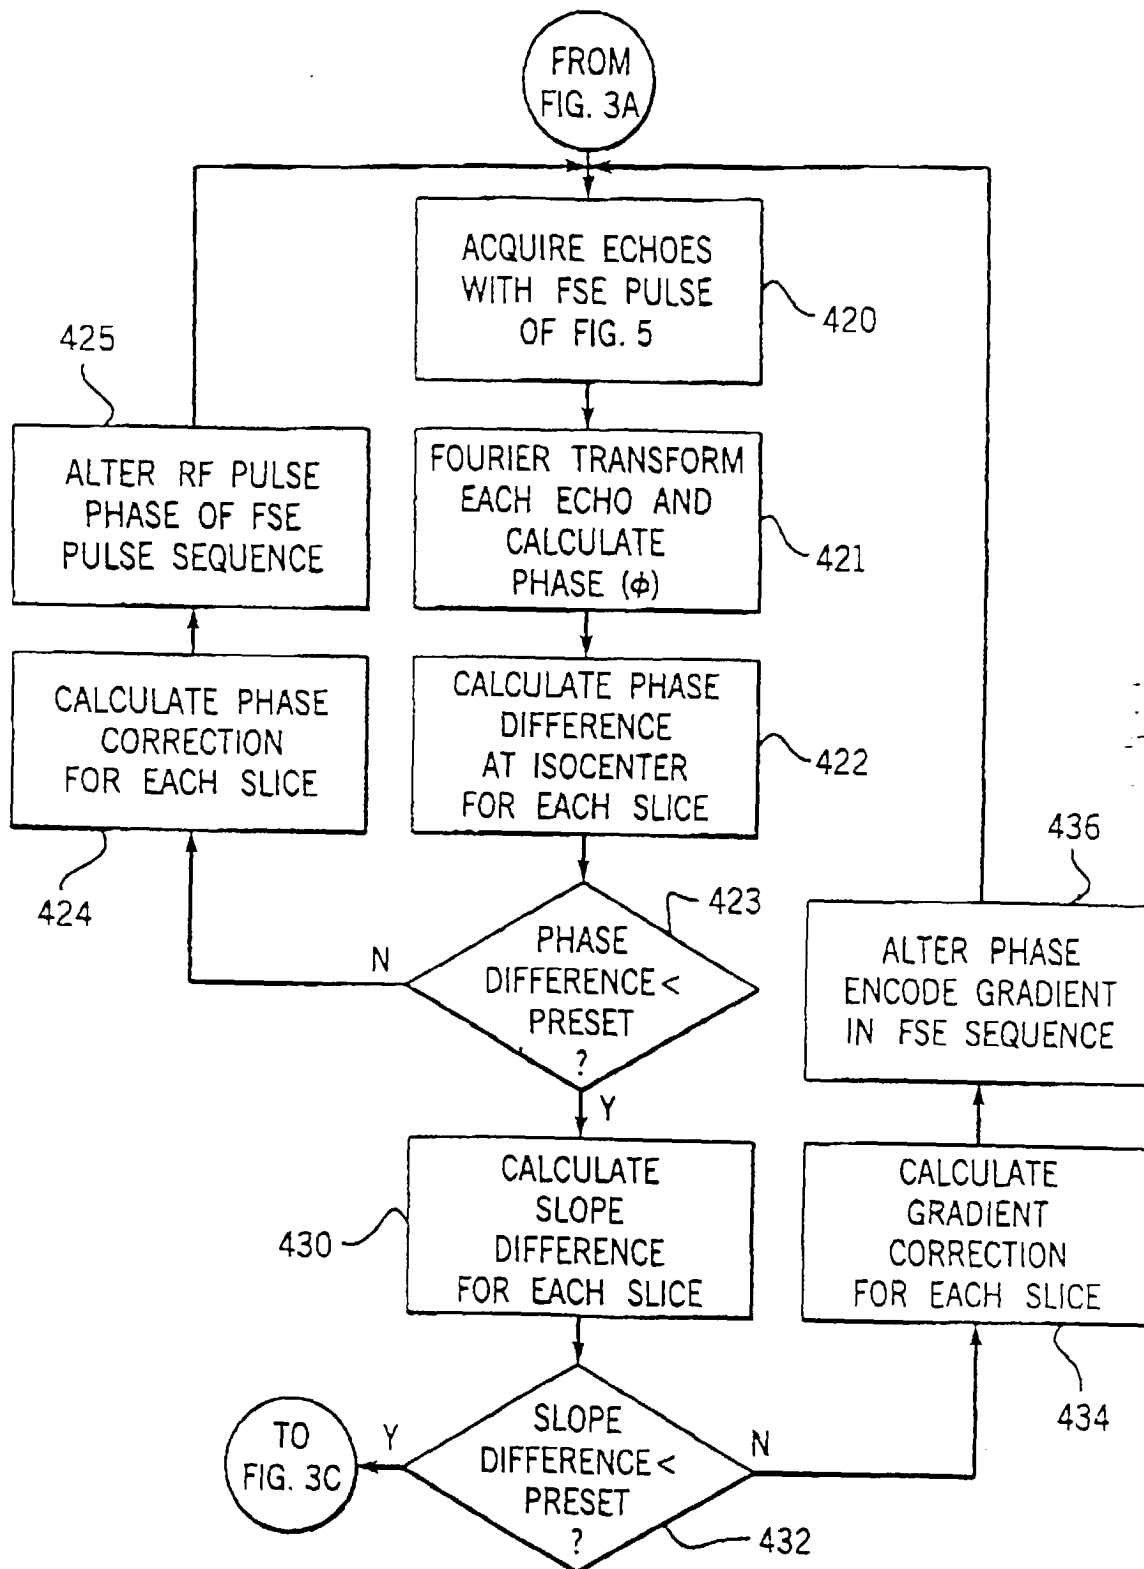 FROM
FIG. 3A
ACQUIRE ECHOES
WITH FSE PULSE
OF FIG. 5
420
425
ALTER RF PULSE
PHASE OF FSE
PULSE SEQUENCE
FOURIER TRANSFORM
EACH ECHO AND
CALCULATE
PHASE (ϕ)
421
CALCULATE PHASE
CORRECTION
FOR EACH SLICE
424
CALCULATE PHASE
DIFFERENCE
AT ISOCENTER
FOR EACH SLICE
422
436
423
N
PHASE
DIFFERENCE <
PRESET
?
Y
ALTER PHASE
ENCODE GRADIENT
IN FSE SEQUENCE
CALCULATE
SLOPE
DIFFERENCE
FOR EACH SLICE
430
CALCULATE
GRADIENT
CORRECTION
FOR EACH SLICE
434
TO
FIG. 3C
Y
SLOPE
DIFFERENCE <
PRESET
?
N
432